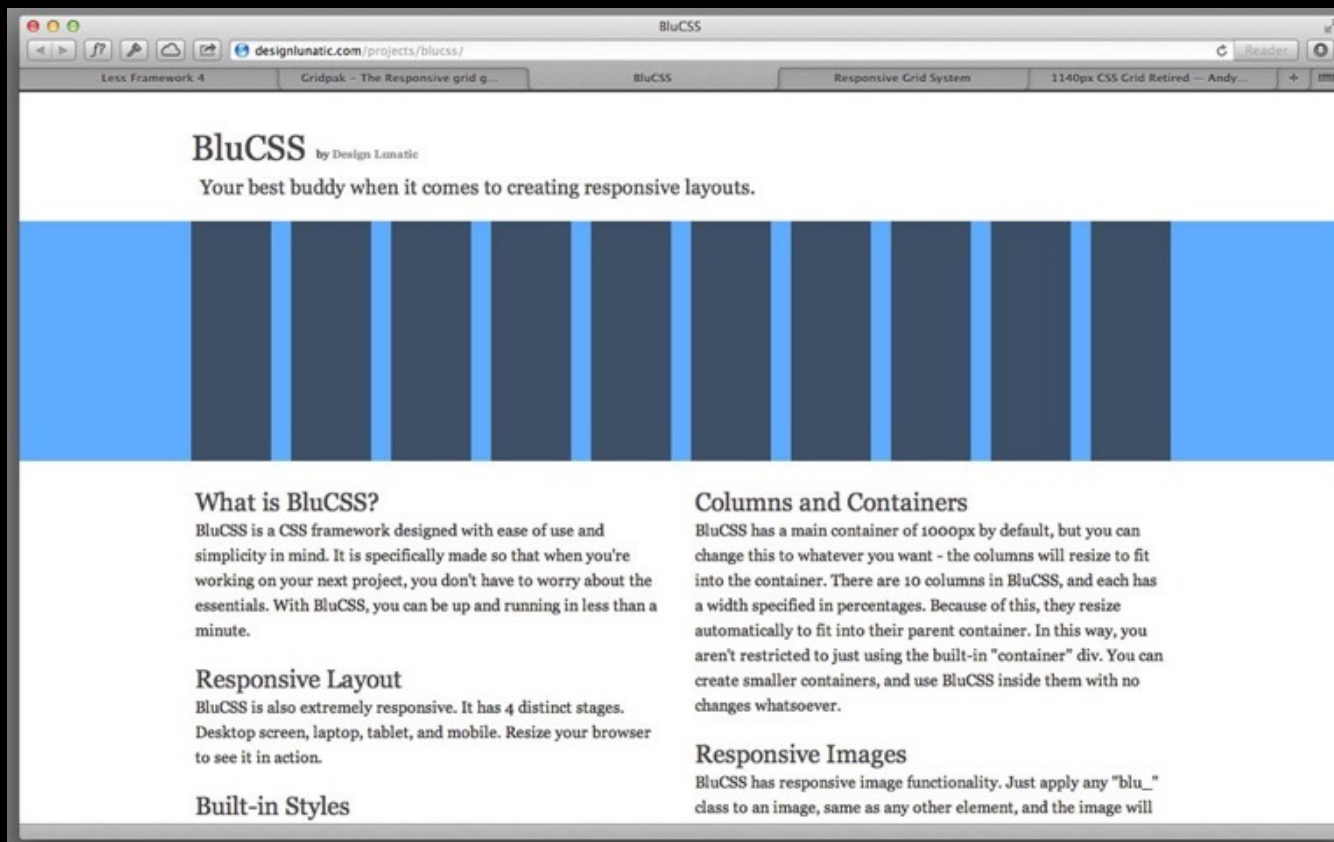 BluCSS
designlunatic.com/projects/blucss/
Reader
Less Framework 4
Gridpak – The Responsive grid g...
BluCSS
Responsive Grid System
1140px CSS Grid Retired — Andy...
BluCSS by Design Lunatic
Your best buddy when it comes to creating responsive layouts.
What is BluCSS?
BluCSS is a CSS framework designed with ease of use and
simplicity in mind. It is specifically made so that when you're
working on your next project, you don't have to worry about the
essentials. With BluCSS, you can be up and running in less than a
minute.
Responsive Layout
BluCSS is also extremely responsive. It has 4 distinct stages.
Desktop screen, laptop, tablet, and mobile. Resize your browser
to see it in action.
Built-in Styles
Columns and Containers
BluCSS has a main container of 1000px by default, but you can
change this to whatever you want - the columns will resize to fit
into the container. There are 10 columns in BluCSS, and each has
a width specified in percentages. Because of this, they resize
automatically to fit into their parent container. In this way, you
aren't restricted to just using the built-in "container" div. You can
create smaller containers, and use BluCSS inside them with no
changes whatsoever.
Responsive Images
BluCSS has responsive image functionality. Just apply any "blu_"
class to an image, same as any other element, and the image will